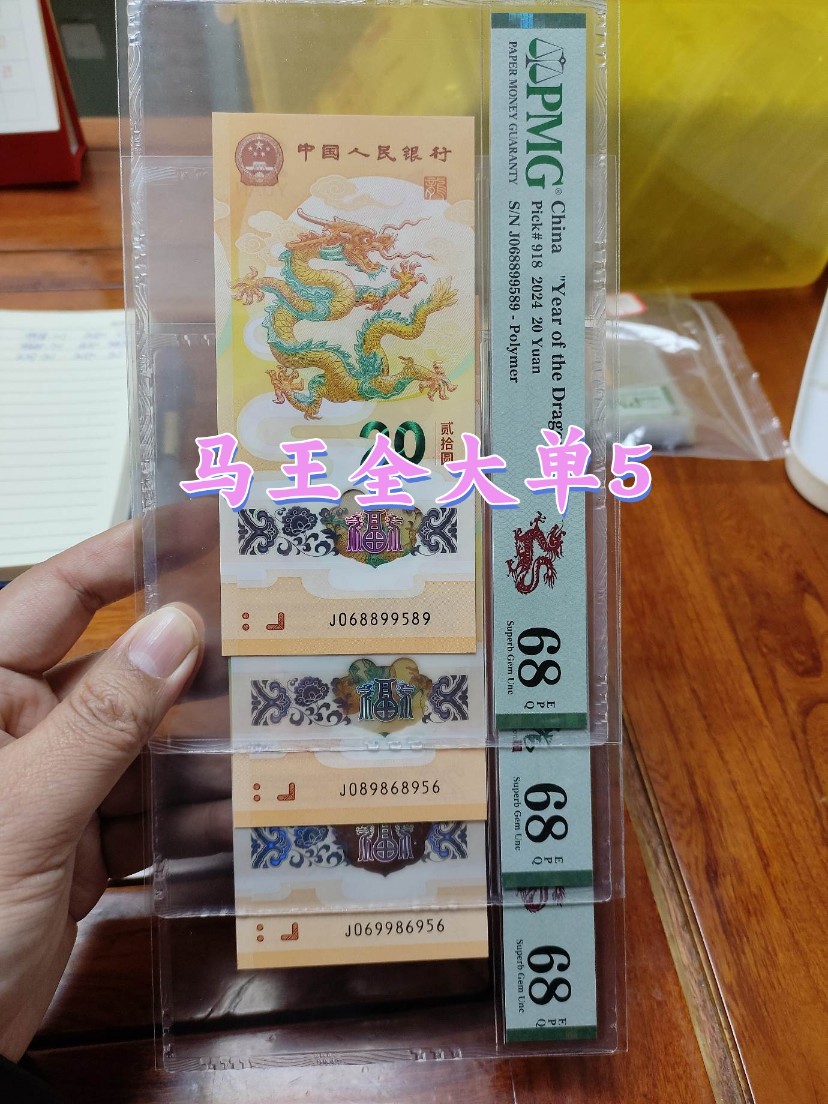 中国人民银行
20
贰拾圆
J068899589
J089868956
J069986956
PMG®
PAPER MONEY GUARANTY
China "Year of the Drag
Pick# 918 2024 20 Yuan
S/N J068899589 - Polymer
68 EPQ
Superb Gem Unc
68 EPQ
Superb Gem Unc
68 EPQ
Superb Gem Unc
马王全大单5